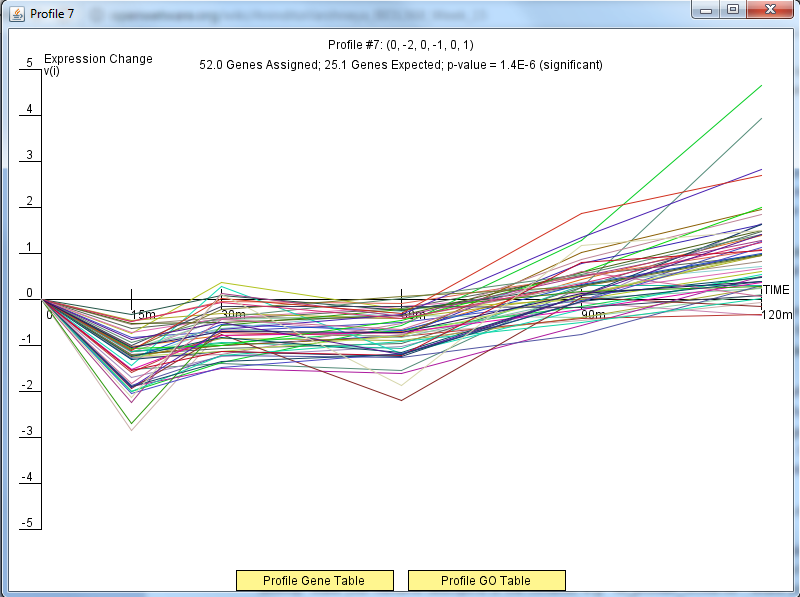 Profile 7
Profile #7: (0, -2, 0, -1, 0, 1)
52.0 Genes Assigned; 25.1 Genes Expected; p-value = 1.4E-6 (significant)
Expression Change
v(i)
5
4
3
2
1
0
-1
-2
-3
-4
-5
TIME
0 15m 30m 90m 120m
Profile Gene Table Profile GO Table